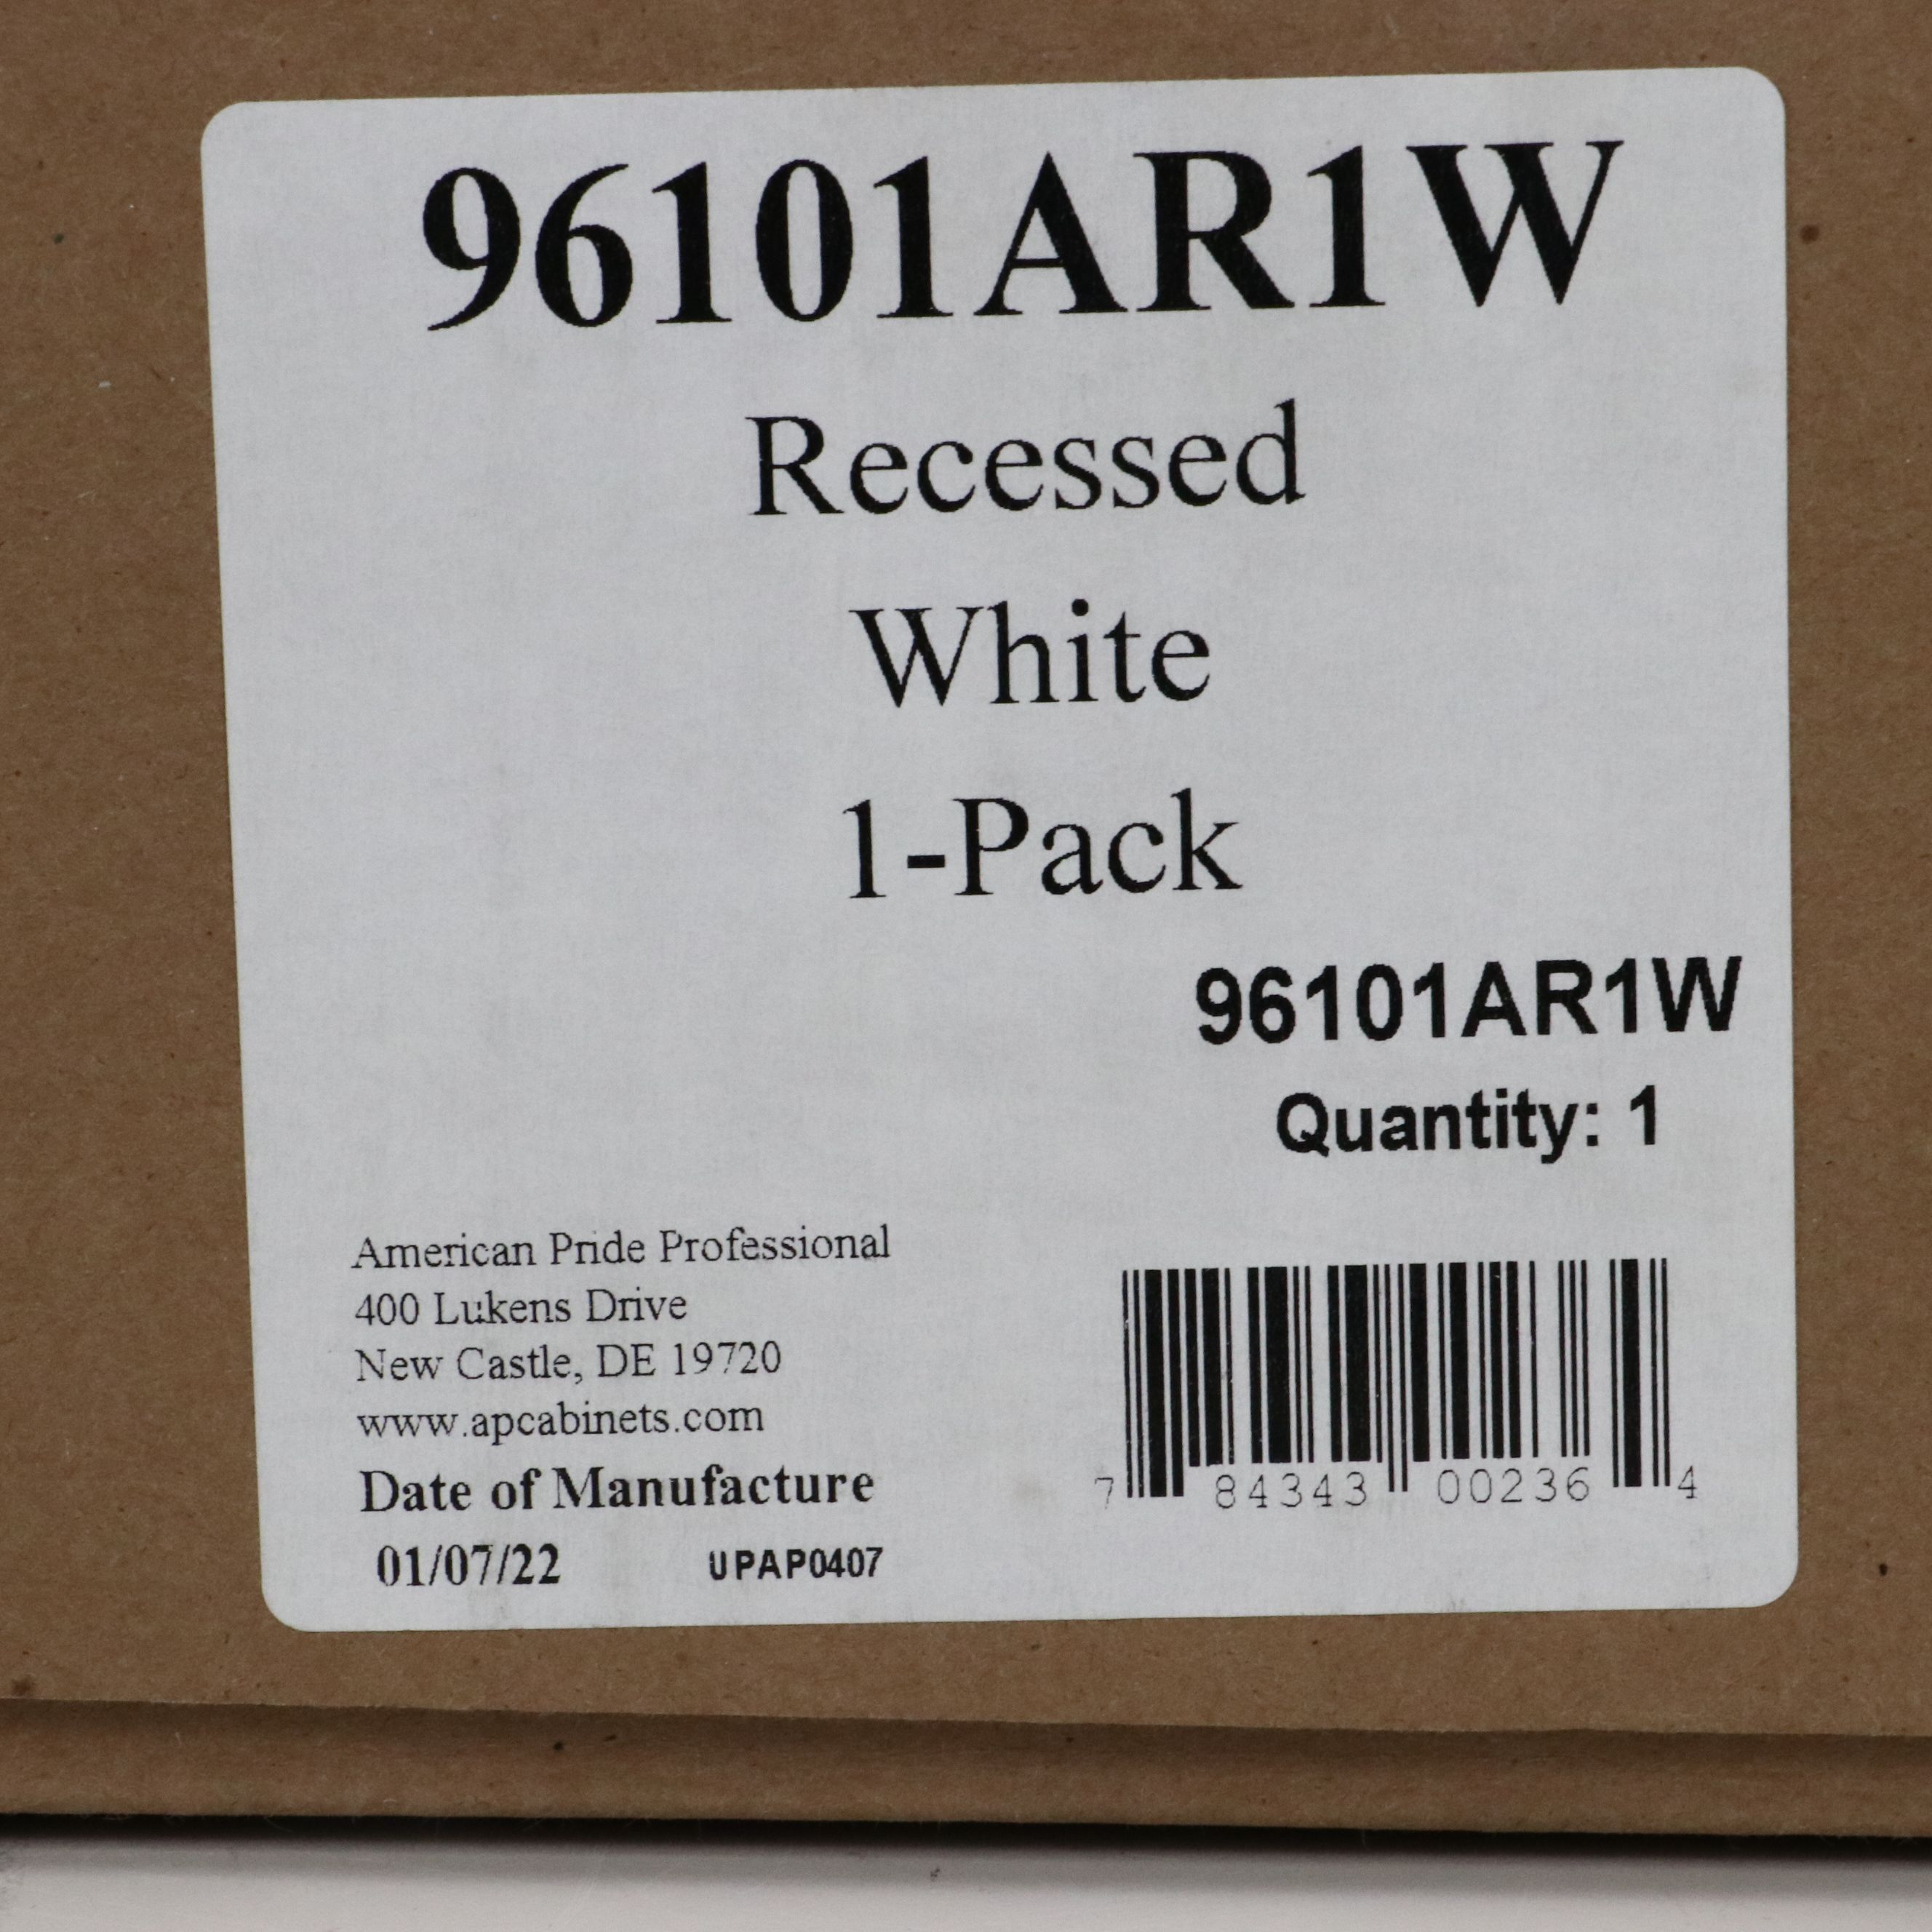 96101AR1W
Recessed
White
1-Pack
96101AR1W
Quantity: 1
American Pride Professional
400 Lukens Drive
New Castle, DE 19720
www.apcabinets.com
Date of Manufacture
01/07/22 UPAP0407
7 84343 00236 4